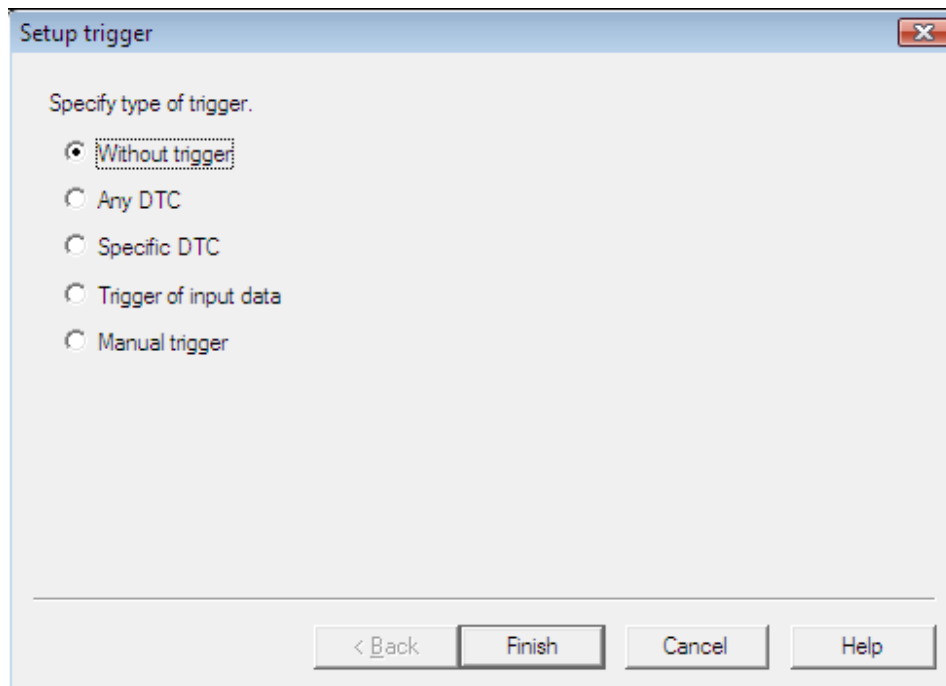 Setup trigger
Specify type of trigger.
Without trigger
Any DTC
Specific DTC
Trigger of input data
Manual trigger
< Back Finish Cancel Help